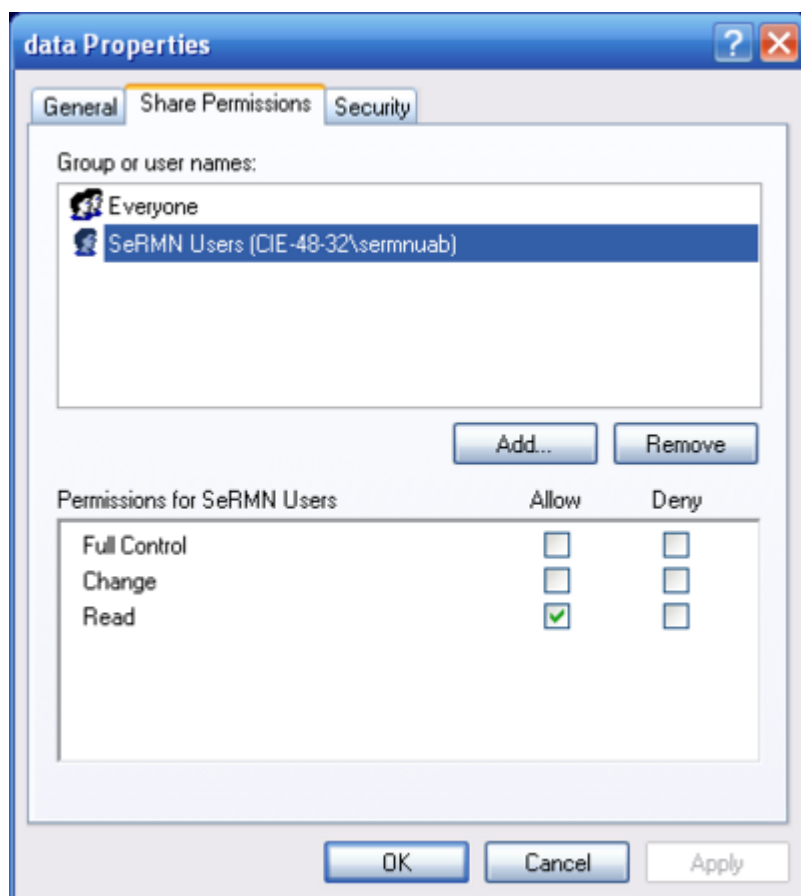 data Properties
General Share Permissions Security
Group or user names:
Everyone
SeRMN Users (CIE-48-32\sermnuab)
Add... Remove
Permissions for SeRMN Users Allow Deny
Full Control
Change
Read
OK Cancel Apply